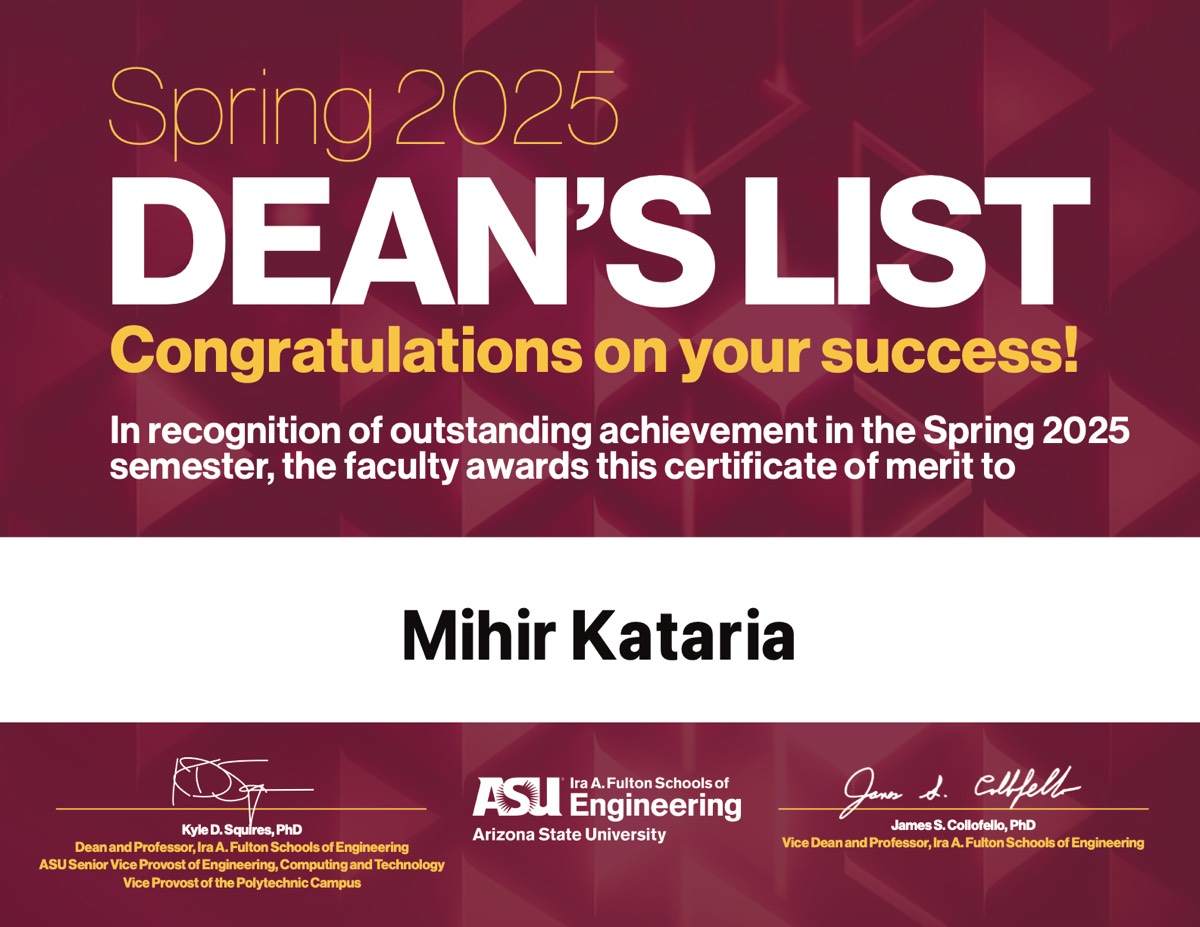 Spring 2025
DEAN’S LIST
Congratulations on your success!
In recognition of outstanding achievement in the Spring 2025
semester, the faculty awards this certificate of merit to
Mihir Kataria
Kyle D. Squires, PhD
Dean and Professor, Ira A. Fulton Schools of Engineering
ASU Senior Vice Provost of Engineering, Computing and Technology
Vice Provost of the Polytechnic Campus
ASU Ira A. Fulton Schools of
Engineering
Arizona State University
James S. Collofello
James S. Collofello, PhD
Vice Dean and Professor, Ira A. Fulton Schools of Engineering